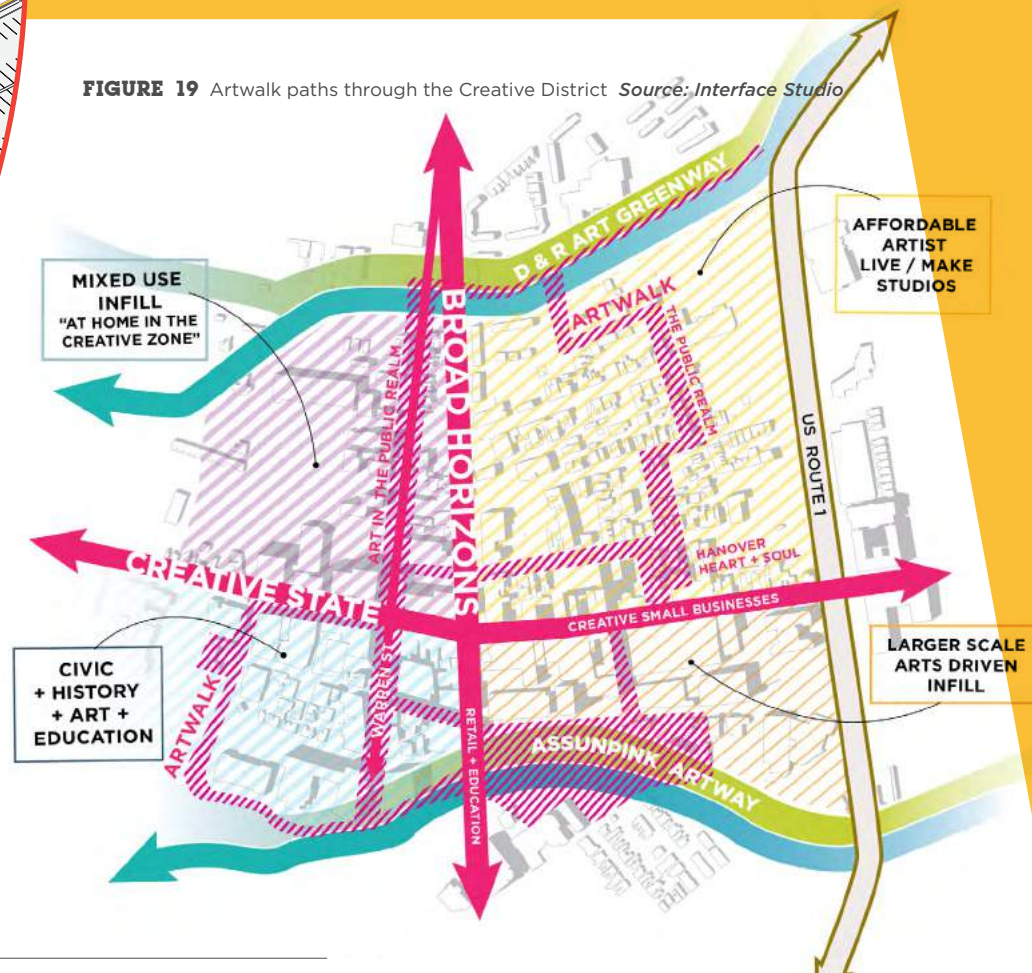 FIGURE 19 Artwalk paths through the Creative District Source: Interface Studio
D & R ART GREENWAY
AFFORDABLE
ARTIST
LIVE / MAKE
STUDIOS
MIXED USE
INFILL
"AT HOME IN THE
CREATIVE ZONE"
BROAD HORIZONS
ARTWALK
THE PUBLIC REALM
ART IN THE PUBLIC REALM
US ROUTE 1
HANOVER
HEART + SOUL
CREATIVE STATE
CREATIVE SMALL BUSINESSES
CIVIC
+ HISTORY
+ ART +
EDUCATION
ARTWALK
WARREN ST
RETAIL + EDUCATION
LARGER SCALE
ARTS DRIVEN
INFILL
ASSUNPINK ARTWAY